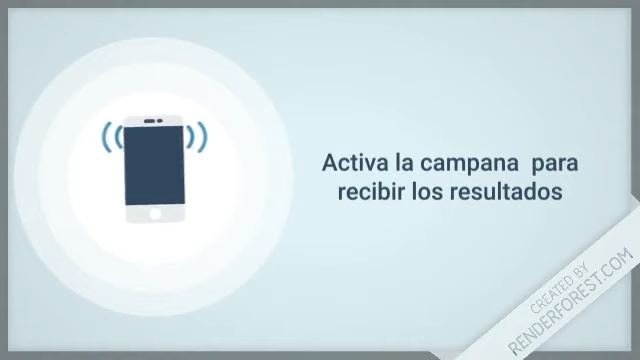 Activa la campana para
recibir los resultados
CREATED BY
RENDERFOREST.COM